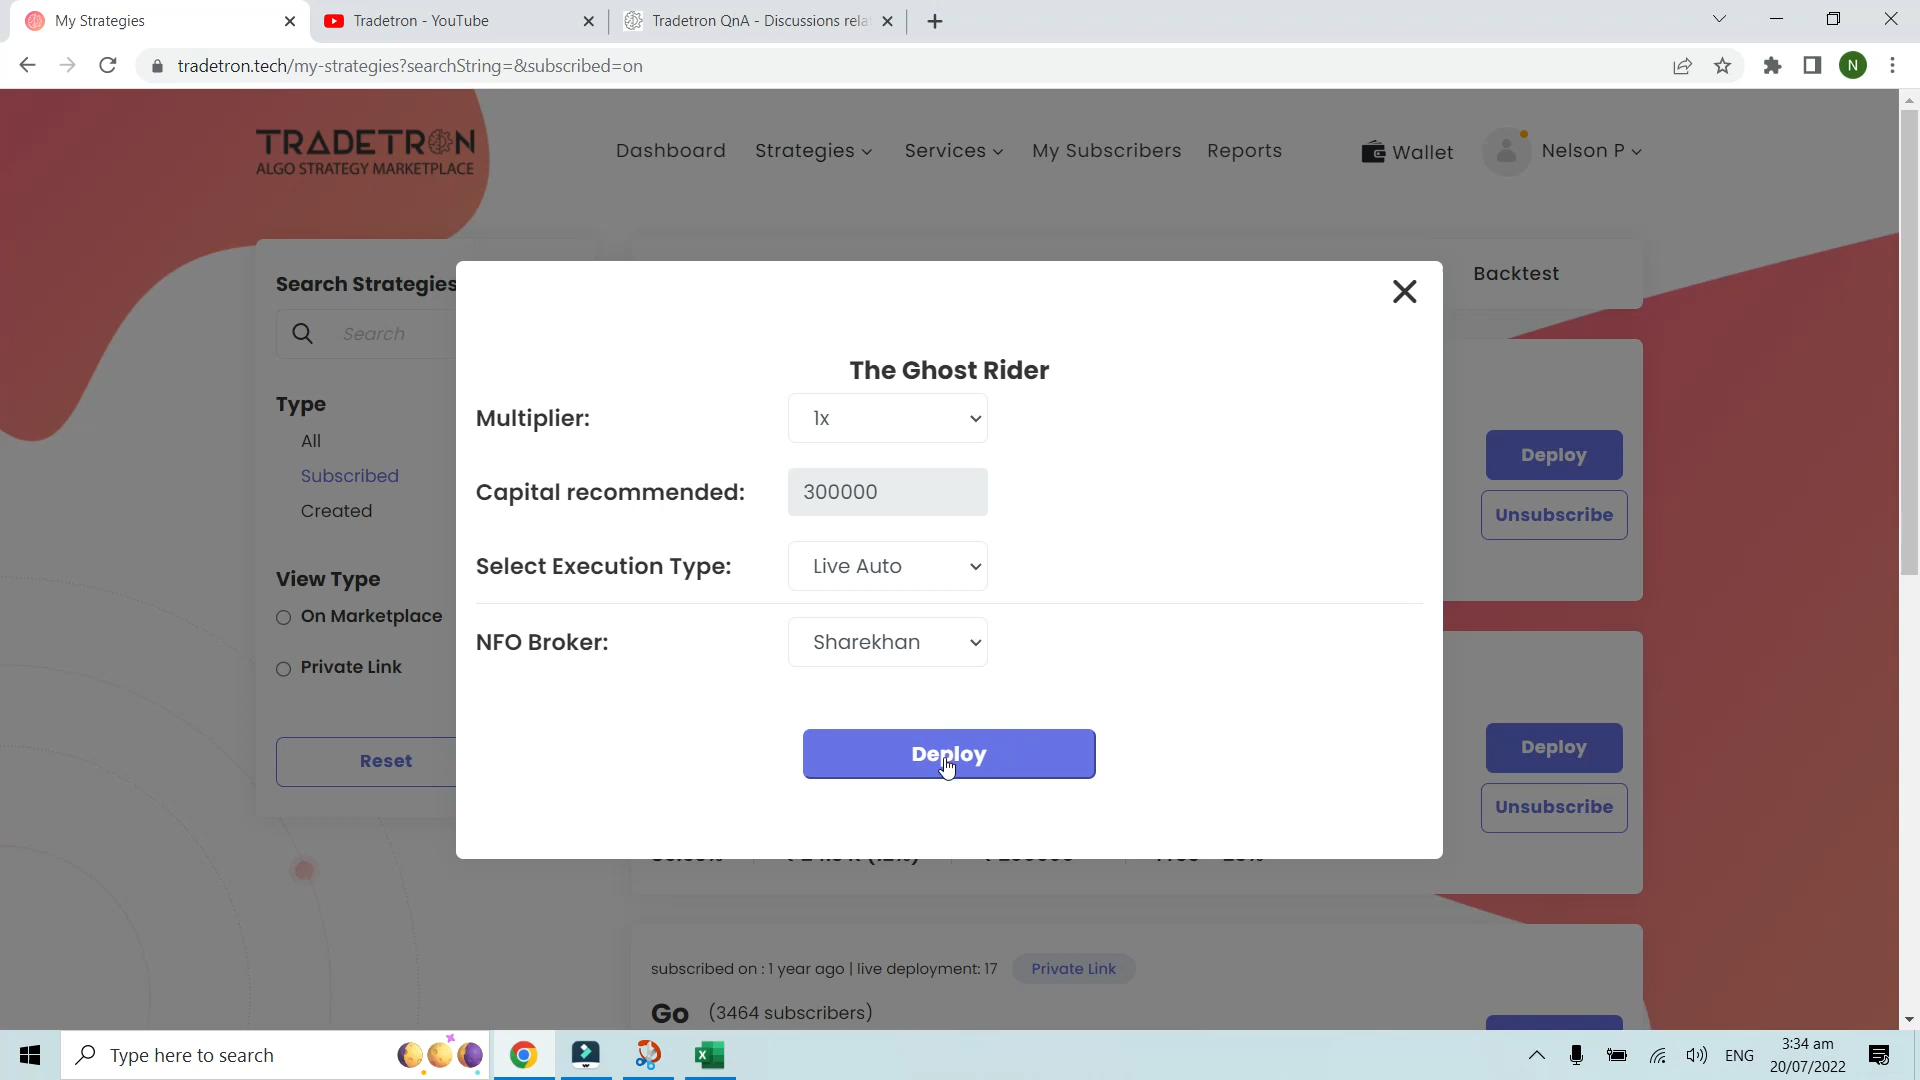 My Strategies
Tradetron - YouTube
Tradetron QnA - Discussions rela
tradetron.tech/my-strategies?searchString=&subscribed=on
N
TRADETRON
ALGO STRATEGY MARKETPLACE
Dashboard
Strategies
Services
My Subscribers
Reports
Wallet
Nelson P
Search Strategies
Search
Type
All
Subscribed
Created
View Type
On Marketplace
Private Link
Reset
Backtest
The Ghost Rider
Multiplier:
1x
Capital recommended:
300000
Select Execution Type:
Live Auto
NFO Broker:
Sharekhan
Deploy
Deploy
Unsubscribe
Deploy
Unsubscribe
subscribed on : 1 year ago | live deployment: 17
Private Link
Go (3464 subscribers)
Type here to search
ENG
3:34 am
20/07/2022